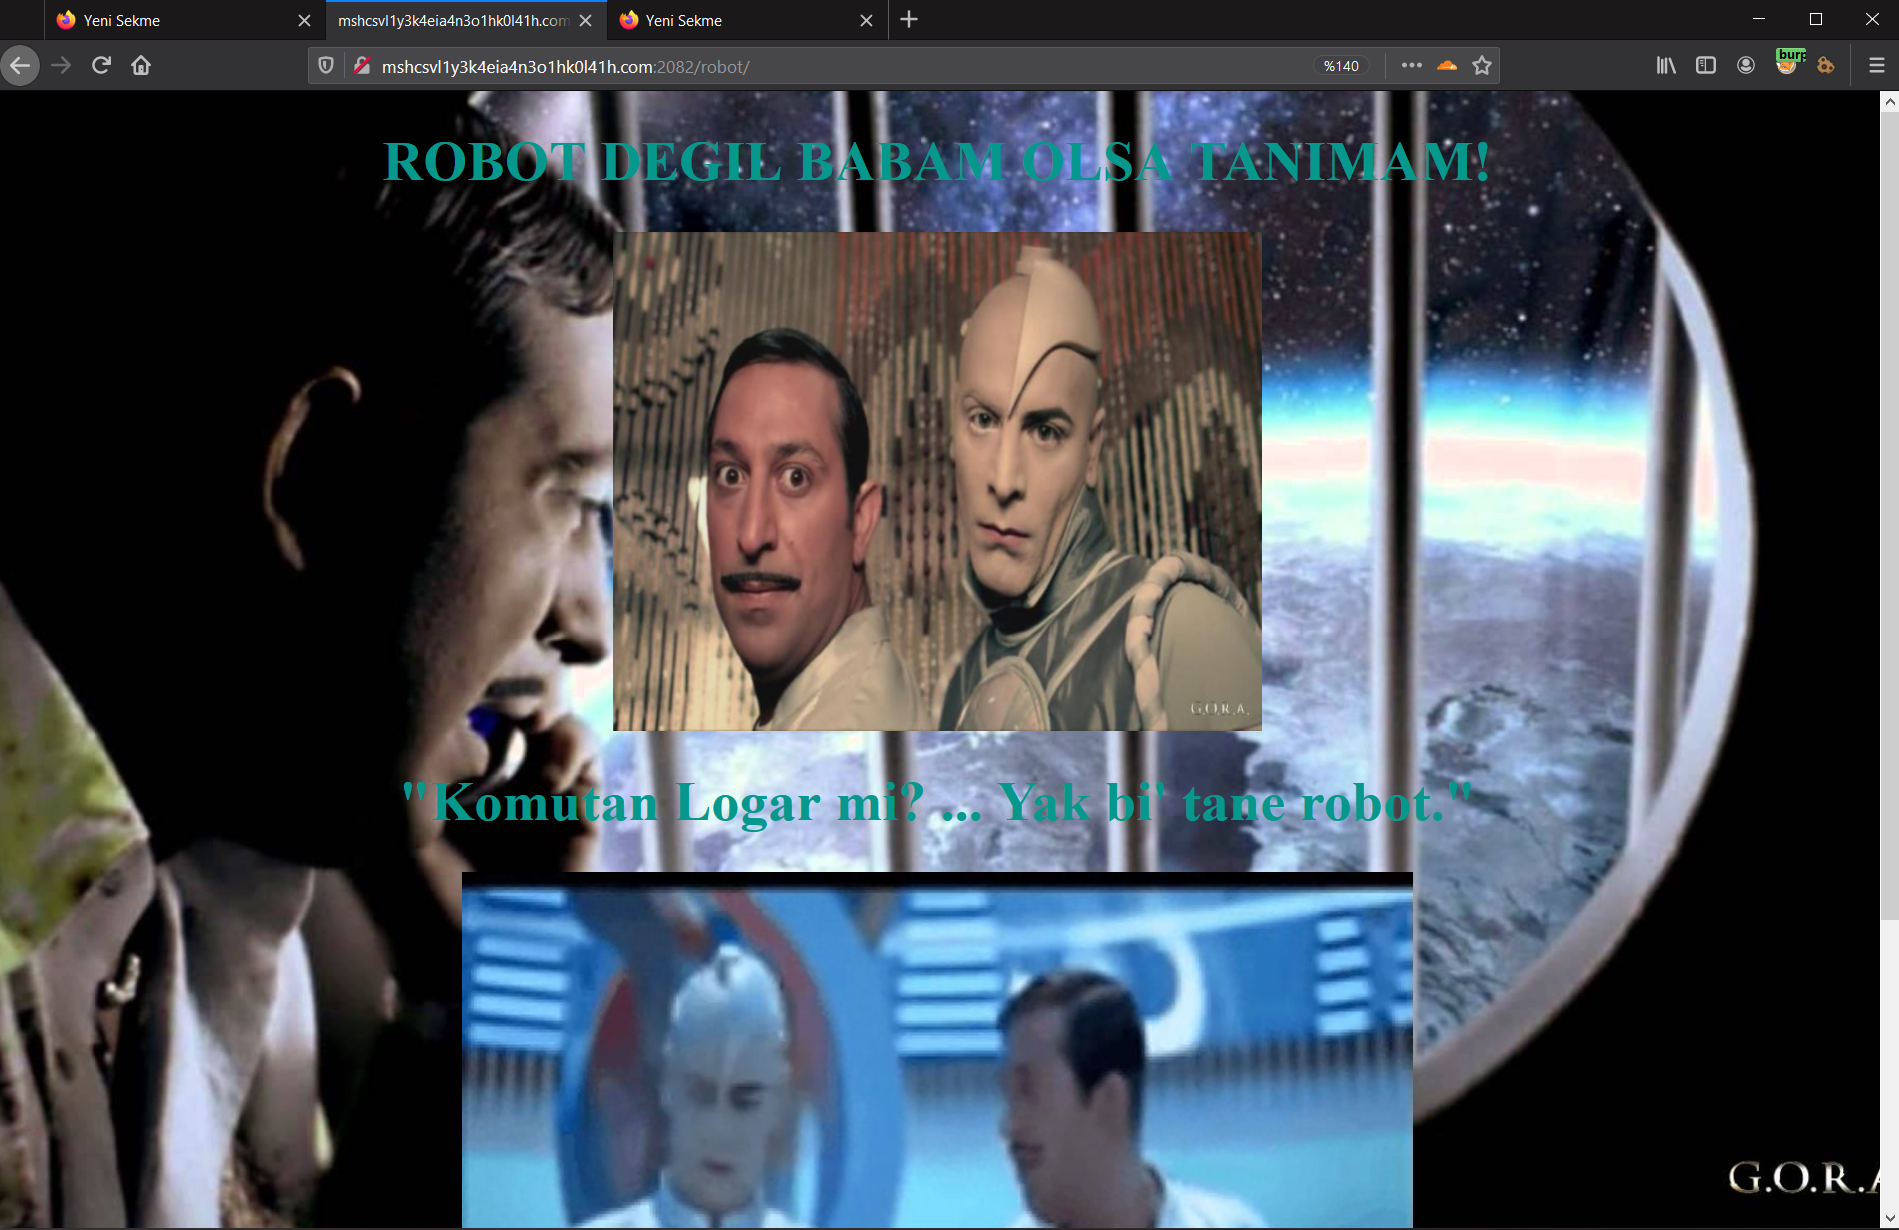 Yeni Sekme
mshcsvl1y3k4eia4n3o1hk0l41h.com
Yeni Sekme
mshcsvl1y3k4eia4n3o1hk0l41h.com:2082/robot/
%140
burp
ROBOT DEGIL BABAM OLSA TANIMAM!
G.O.R.A.
"Komutan Logar mi? ... Yak bi' tane robot."
G.O.R.A